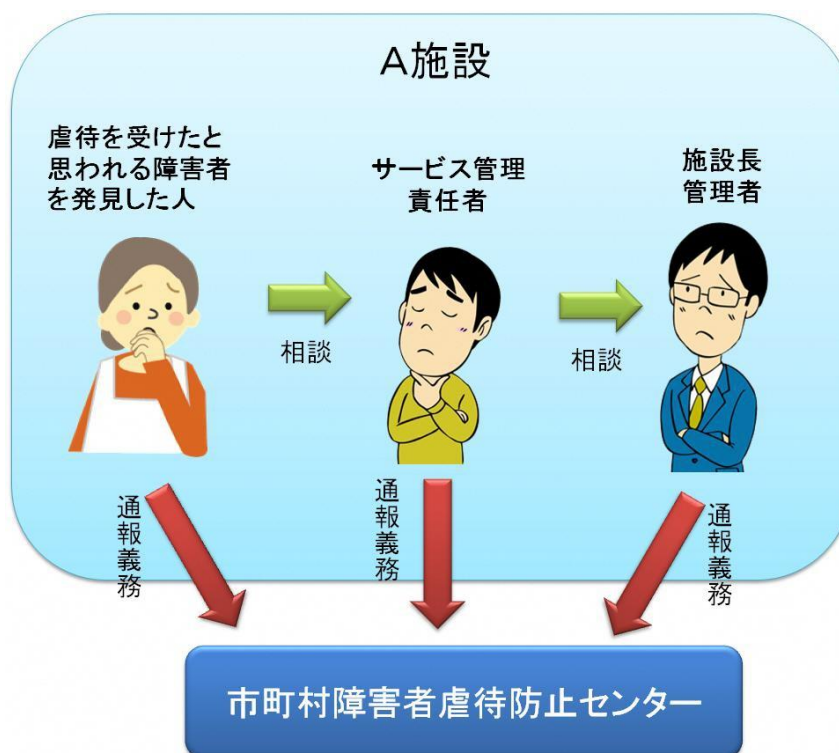 A施設
虐待を受けたと
思われる障害者
を発見した人
サービス管理
責任者
施設長
管理者
相談
相談
通報義務
通報義務
通報義務
市町村障害者虐待防止センター